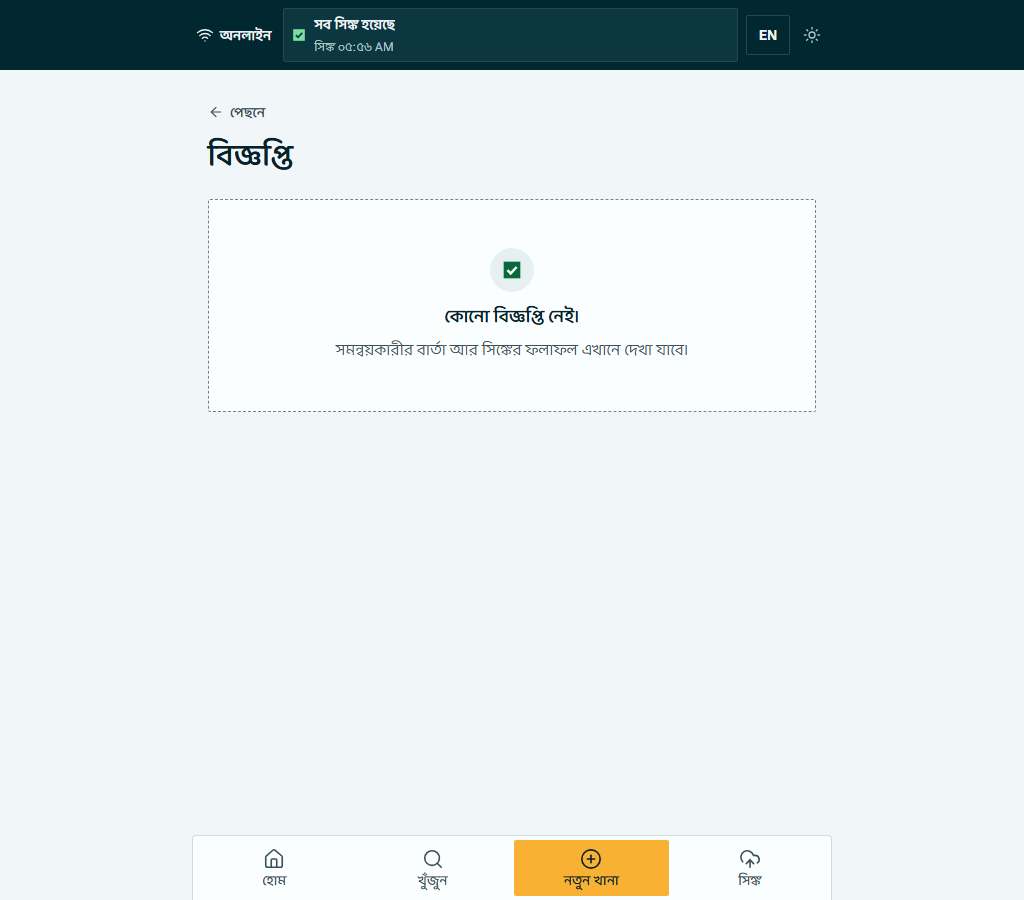 অনলাইন
সব সিঙ্ক হয়েছে
সিঙ্ক ০৫:৫৬ AM
EN
পেছনে
বিজ্ঞপ্তি
কোনো বিজ্ঞপ্তি নেই।
সমন্বয়কারীর বার্তা আর সিঙ্কের ফলাফল এখানে দেখা যাবে।
হোম
খুঁজুন
নতুন খানা
সিঙ্ক